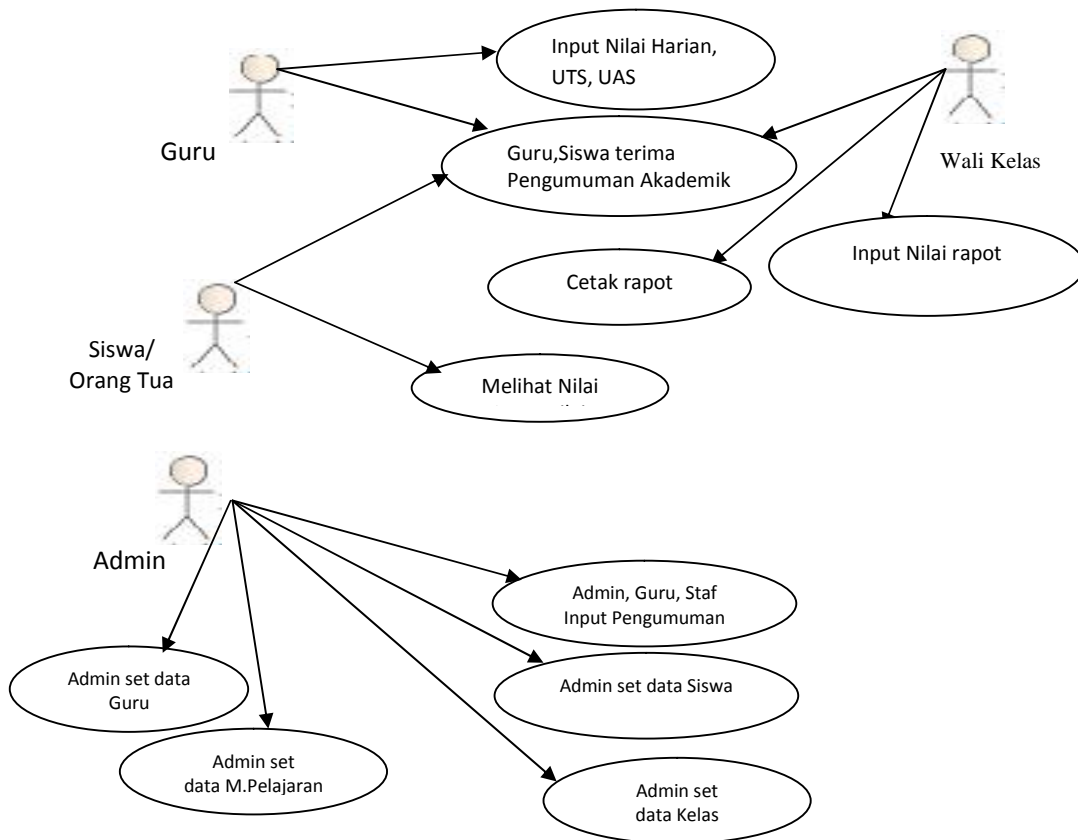 Input Nilai Harian,
UTS, UAS
Guru
Guru,Siswa terima
Pengumuman Akademik
Wali Kelas
Input Nilai rapot
Cetak rapot
Siswa/
Orang Tua
Melihat Nilai
Admin
Admin, Guru, Staf
Input Pengumuman
Admin set data
Guru
Admin set data Siswa
Admin set
data M.Pelajaran
Admin set
data Kelas